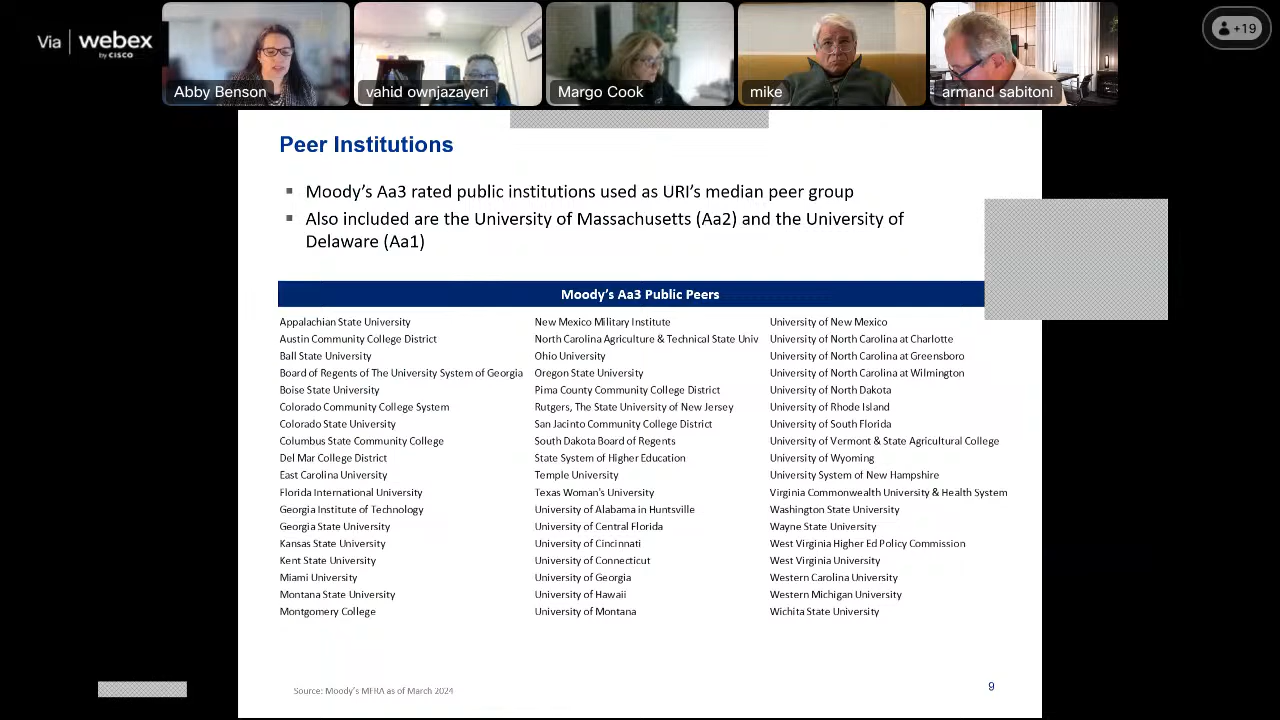 Via | webex
by CISCO
Abby Benson
vahid ownjazayeri
Margo Cook
mike
armand sabitoni
+19
Peer Institutions
Moody's Aa3 rated public institutions used as URI's median peer group
Also included are the University of Massachusetts (Aa2) and the University of
Delaware (Aa1)
Moody's Aa3 Public Peers
Appalachian State University
Austin Community College District
Ball State University
Board of Regents of The University System of Georgia
Boise State University
Colorado Community College System
Colorado State University
Columbus State Community College
Del Mar College District
East Carolina University
Florida International University
Georgia Institute of Technology
Georgia State University
Kansas State University
Kent State University
Miami University
Montana State University
Montgomery College
New Mexico Military Institute
North Carolina Agriculture & Technical State Univ
Ohio University
Oregon State University
Pima County Community College District
Rutgers, The State University of New Jersey
San Jacinto Community College District
South Dakota Board of Regents
State System of Higher Education
Temple University
Texas Woman's University
University of Alabama in Huntsville
University of Central Florida
University of Cincinnati
University of Connecticut
University of Georgia
University of Hawaii
University of Montana
University of New Mexico
University of North Carolina at Charlotte
University of North Carolina at Greensboro
University of North Carolina at Wilmington
University of North Dakota
University of Rhode Island
University of South Florida
University of Vermont & State Agricultural College
University of Wyoming
University System of New Hampshire
Virginia Commonwealth University & Health System
Washington State University
Wayne State University
West Virginia Higher Ed Policy Commission
West Virginia University
Western Carolina University
Western Michigan University
Wichita State University
Source: Moody's MFRA as of March 2024
9